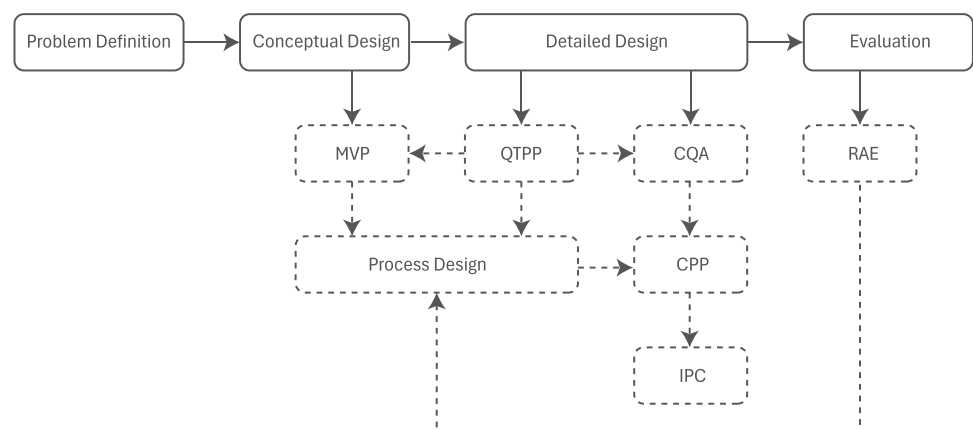 Problem Definition
Conceptual Design
Detailed Design
Evaluation
MVP
QTPP
CQA
RAE
Process Design
CPP
IPC